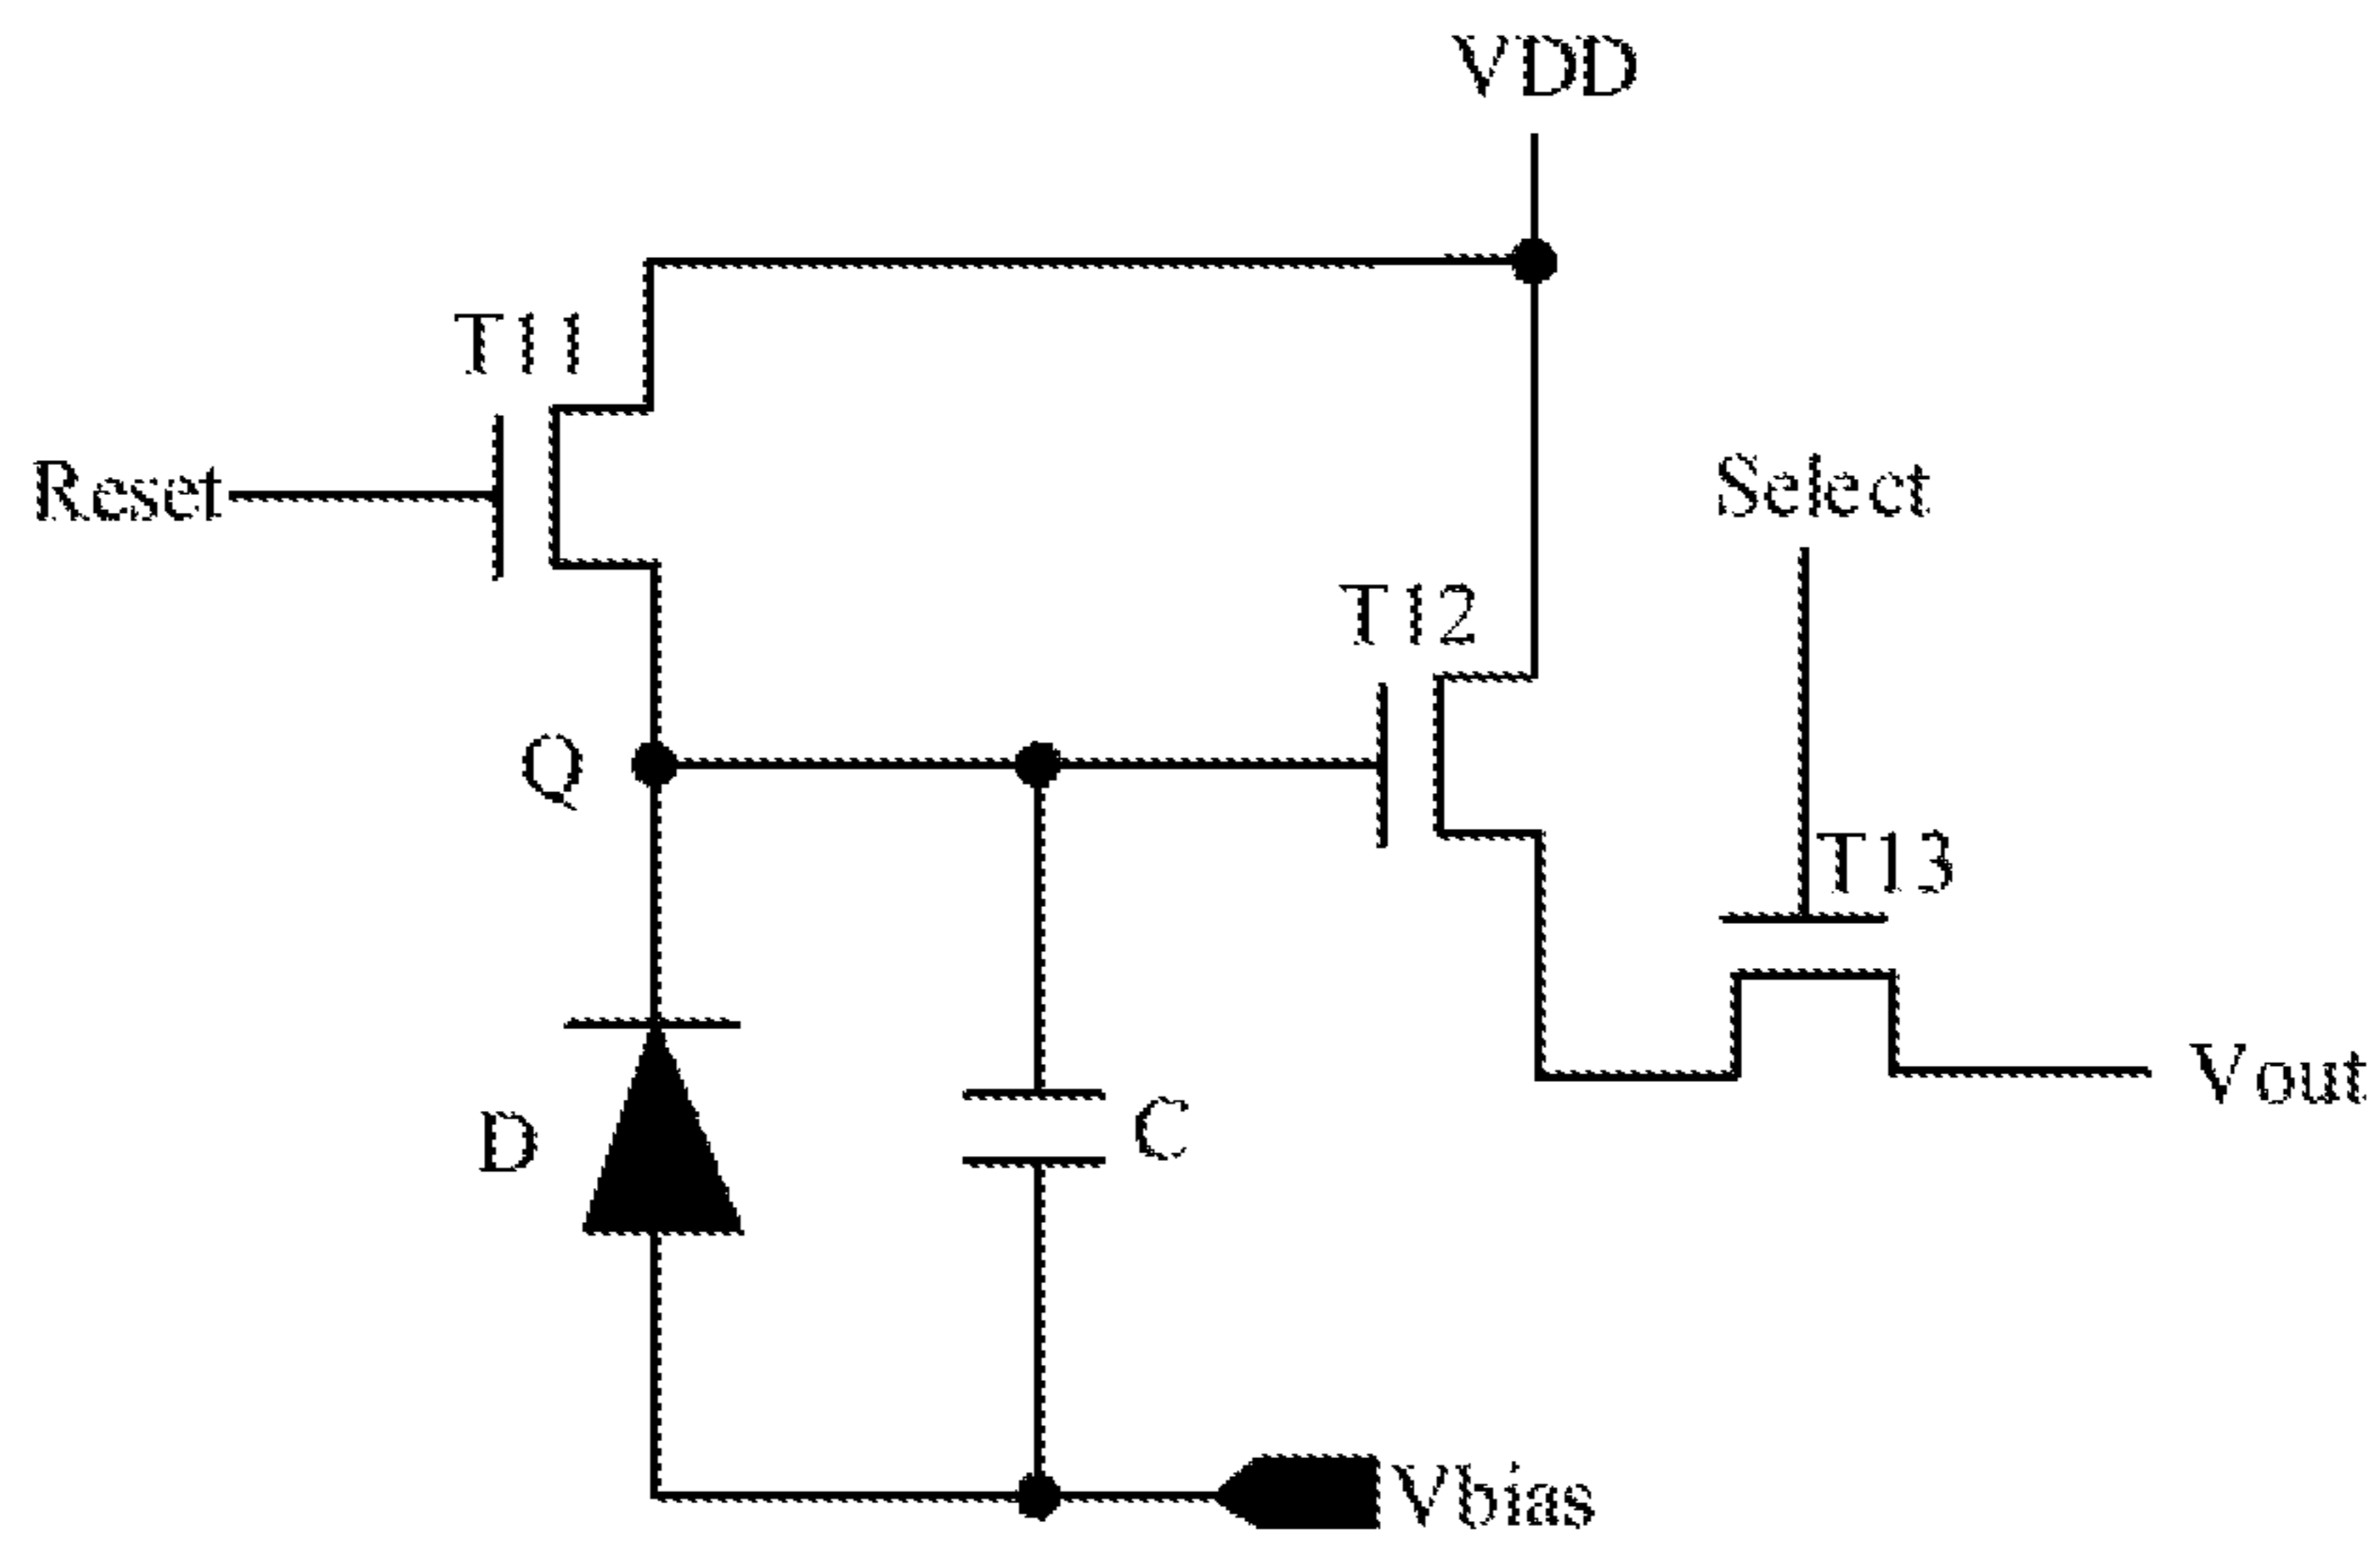 VDD
T11
Reset
Select
T12
Q
T13
Vout
D
C
Vbias